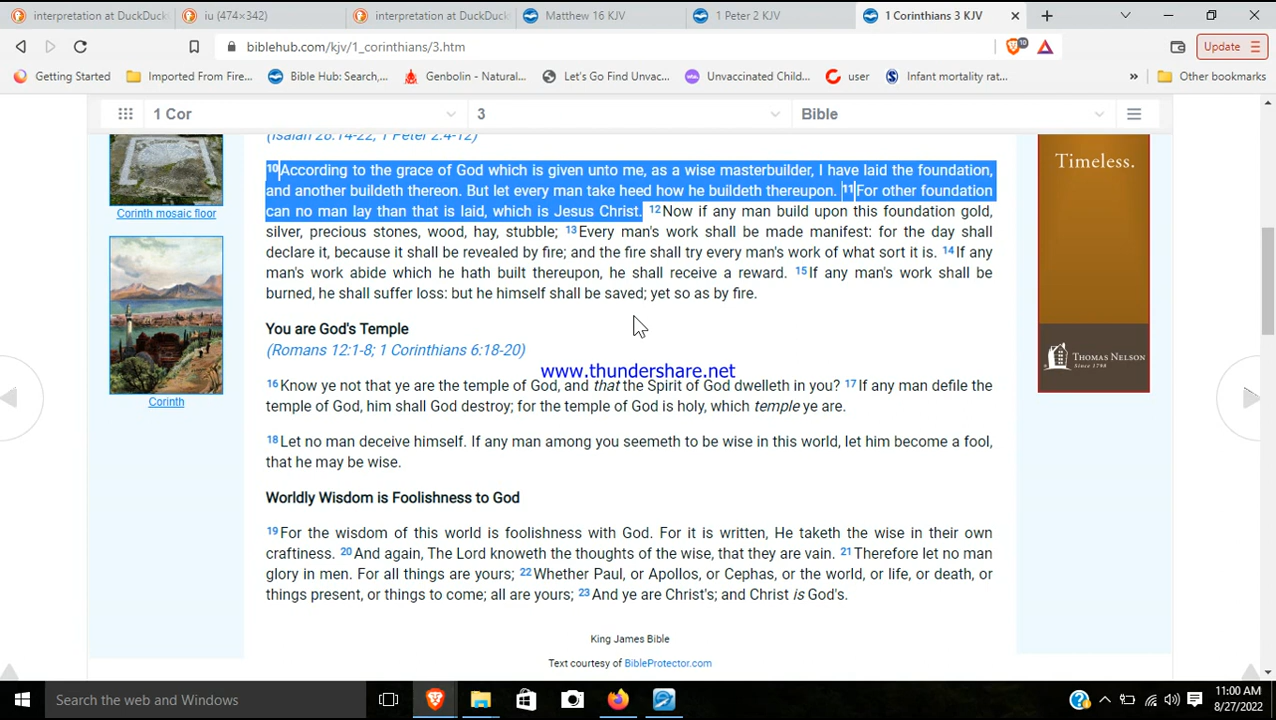 interpretation at DuckDuck
iu (474×342)
interpretation at DuckDuck
Matthew 16 KJV
1 Peter 2 KJV
1 Corinthians 3 KJV
biblehub.com/kjv/1_corinthians/3.htm
10
Update
Getting Started
Imported From Fire...
Bible Hub: Search,...
Genbolin - Natural...
Let's Go Find Unvac...
Unvaccinated Child...
user
Infant mortality rat...
»
Other bookmarks
1 Cor
3
Bible
(Isaiah 28:14-22; 1 Peter 2:4-12)
10According to the grace of God which is given unto me, as a wise masterbuilder, I have laid the foundation,
and another buildeth thereon. But let every man take heed how he buildeth thereupon. 11For other foundation
can no man lay than that is laid, which is Jesus Christ. 12Now if any man build upon this foundation gold,
silver, precious stones, wood, hay, stubble; 13Every man's work shall be made manifest: for the day shall
declare it, because it shall be revealed by fire; and the fire shall try every man's work of what sort it is. 14If any
man's work abide which he hath built thereupon, he shall receive a reward. 15If any man's work shall be
burned, he shall suffer loss: but he himself shall be saved; yet so as by fire.
Corinth mosaic floor
Corinth
Timeless.
THOMAS NELSON
Since 1798
You are God's Temple
(Romans 12:1-8; 1 Corinthians 6:18-20)
www.thundershare.net
16Know ye not that ye are the temple of God, and that the Spirit of God dwelleth in you? 17If any man defile the
temple of God, him shall God destroy; for the temple of God is holy, which temple ye are.
18Let no man deceive himself. If any man among you seemeth to be wise in this world, let him become a fool,
that he may be wise.
Worldly Wisdom is Foolishness to God
19For the wisdom of this world is foolishness with God. For it is written, He taketh the wise in their own
craftiness. 20And again, The Lord knoweth the thoughts of the wise, that they are vain. 21Therefore let no man
glory in men. For all things are yours; 22Whether Paul, or Apollos, or Cephas, or the world, or life, or death, or
things present, or things to come; all are yours; 23And ye are Christ's; and Christ is God's.
King James Bible
Text courtesy of BibleProtector.com
Search the web and Windows
11:00 AM
8/27/2022